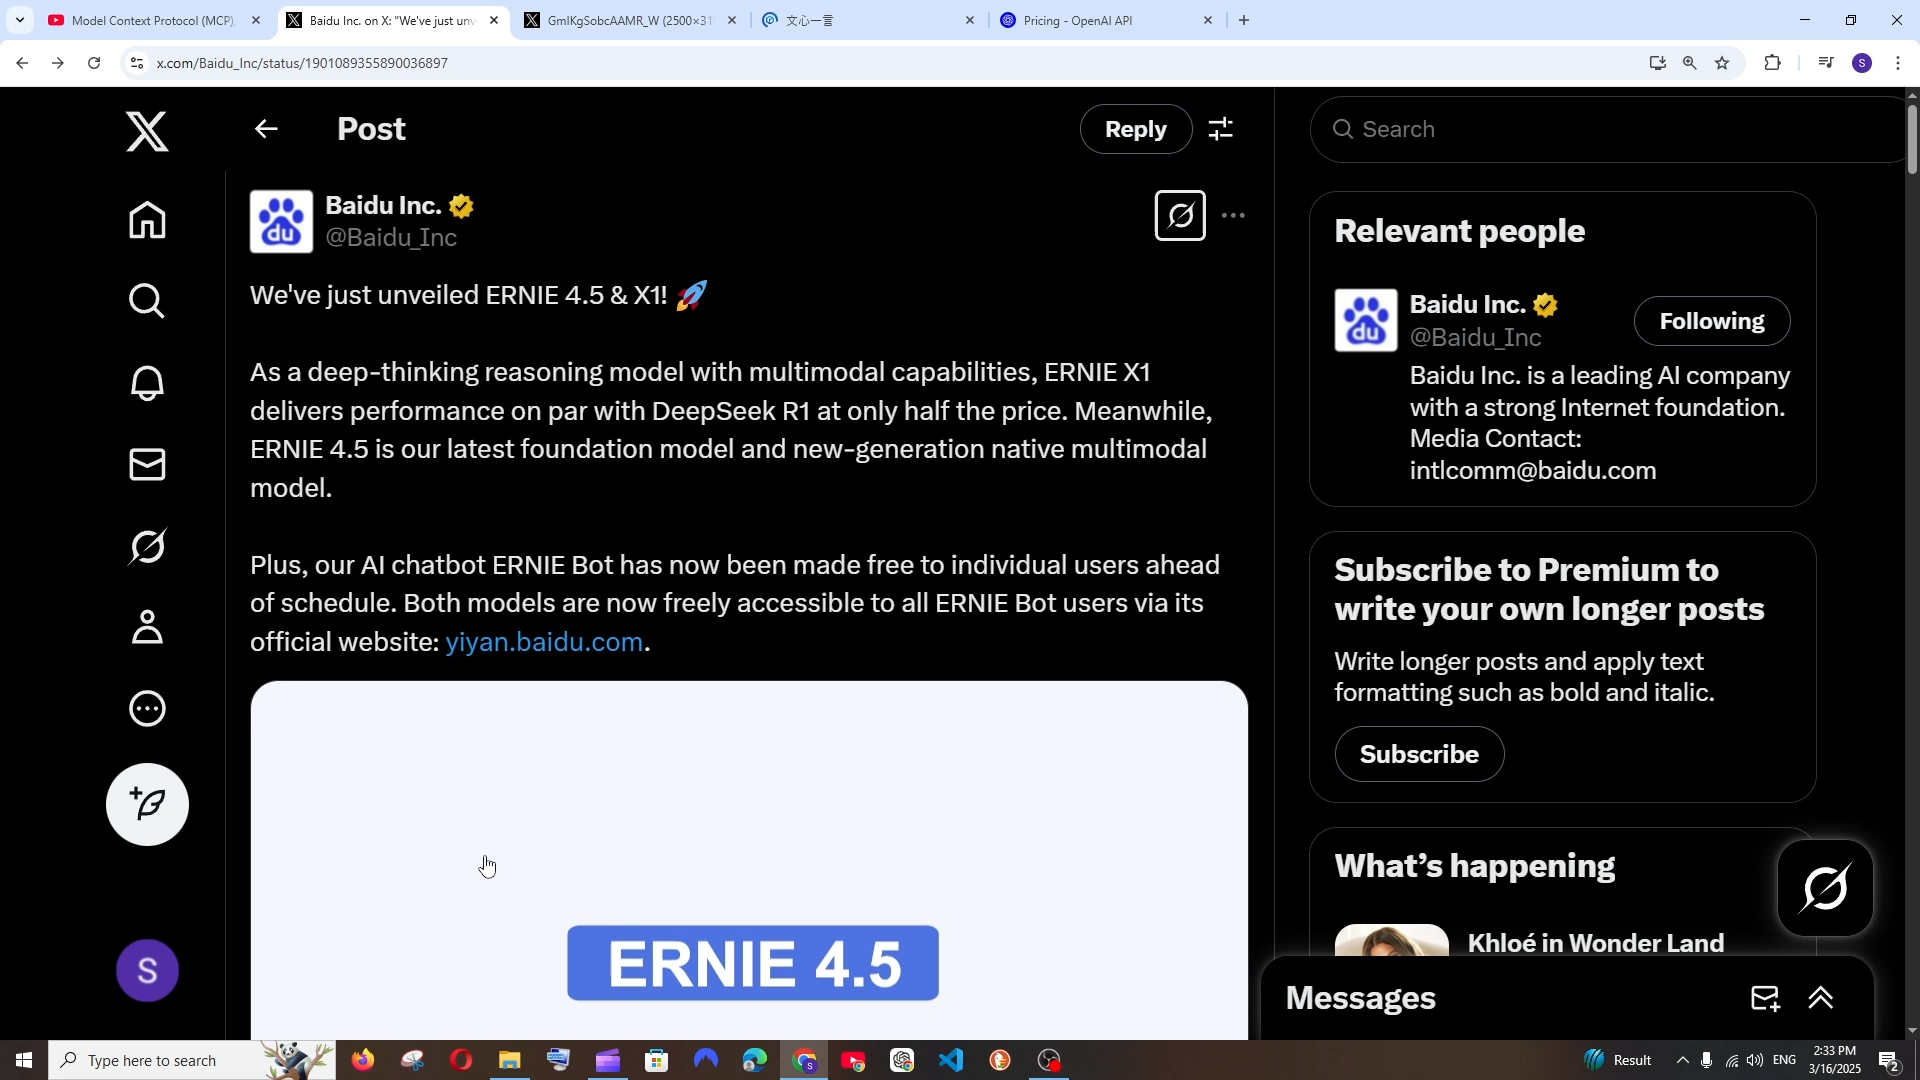 Model Context Protocol (MCP),
Baidu Inc. on X: "We've just unv
GmIKgSobcAAMR_W (2500×31
文心一言
Pricing - OpenAI API
x.com/Baidu_Inc/status/1901089355890036897
S
Post
Reply
Search
Baidu Inc.
@Baidu_Inc
du
We've just unveiled ERNIE 4.5 & X1! 🚀
As a deep-thinking reasoning model with multimodal capabilities, ERNIE X1
delivers performance on par with DeepSeek R1 at only half the price. Meanwhile,
ERNIE 4.5 is our latest foundation model and new-generation native multimodal
model.
Plus, our AI chatbot ERNIE Bot has now been made free to individual users ahead
of schedule. Both models are now freely accessible to all ERNIE Bot users via its
official website: yiyan.baidu.com.
ERNIE 4.5
Relevant people
du
Baidu Inc.
@Baidu_Inc
Following
Baidu Inc. is a leading AI company
with a strong Internet foundation.
Media Contact:
intlcomm@baidu.com
Subscribe to Premium to
write your own longer posts
Write longer posts and apply text
formatting such as bold and italic.
Subscribe
What's happening
Khloé in Wonder Land
Messages
S
Type here to search
Result
ENG
2:33 PM
3/16/2025
2